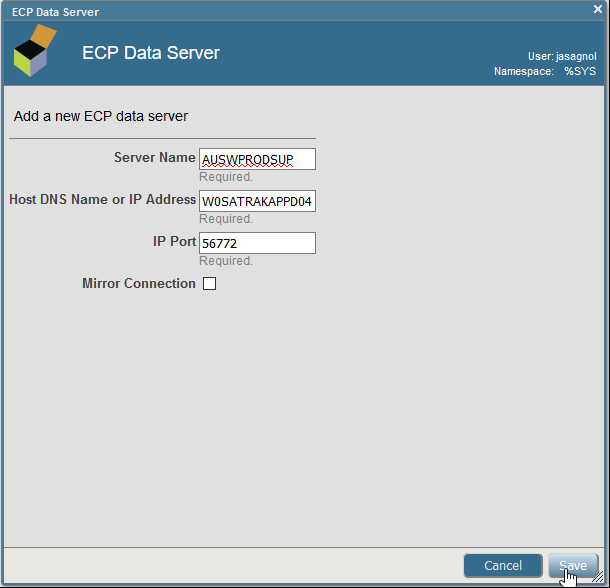 ECP Data Server
ECP Data Server
User: jasagnol
Namespace: %SYS
Add a new ECP data server
Server Name AUSWPRODSUP
Required.
Host DNS Name or IP Address W0SATRAKAPPD04
Required.
IP Port 56772
Required.
Mirror Connection
Cancel Save